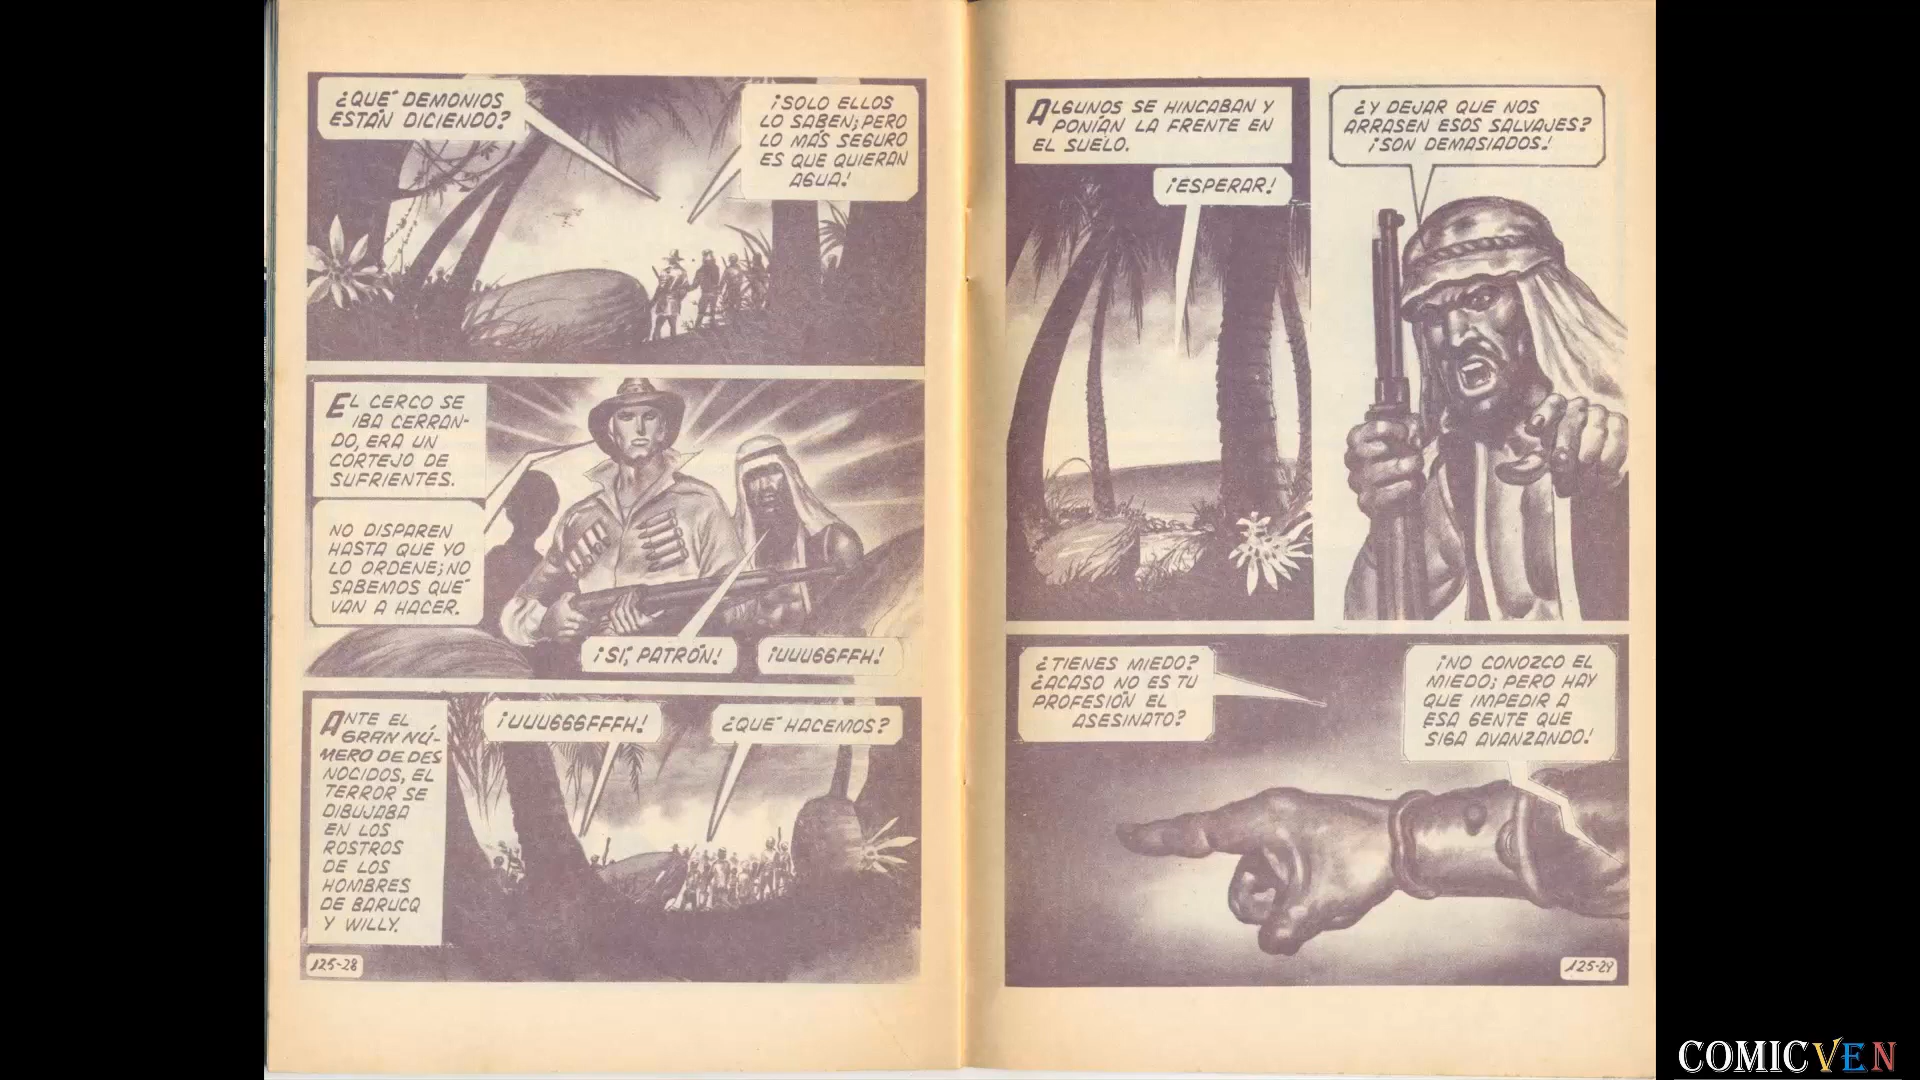 ¿QUÉ DEMONIOS
ESTÁN DICIENDO?
¡SOLO ELLOS
LO SABEN; PERO
LO MÁS SEGURO
ES QUE QUIERAN
AGUA!
EL CERCO SE
IBA CERRAN-
DO, ERA UN
CORTEJO DE
SUFRIENTES.
NO DISPAREN
HASTA QUE YO
LO ORDENE; NO
SABEMOS QUÉ
VAN A HACER.
¡SÍ, PATRÓN!
¡UUUGGFFH!
ANTE EL
GRAN NÚ-
MERO DE DES
NOCIDOS, EL
TERROR SE
DIBUJABA
EN LOS
ROSTROS
DE LOS
HOMBRES
DE BARUCQ
Y WILLY.
¡UUUGGGFFFH!
¿QUÉ HACEMOS?
125-28
ALGUNOS SE HINCABAN Y
PONÍAN LA FRENTE EN
EL SUELO.
¡ESPERAR!
¿Y DEJAR QUE NOS
ARRASEN ESOS SALVAJES?
¡SON DEMASIADOS!
¿TIENES MIEDO?
¿ACASO NO ES TU
PROFESIÓN EL
ASESINATO?
¡NO CONOZCO EL
MIEDO; PERO HAY
QUE IMPEDIR A
ESA GENTE QUE
SIGA AVANZANDO!
125-29
COMICVEN